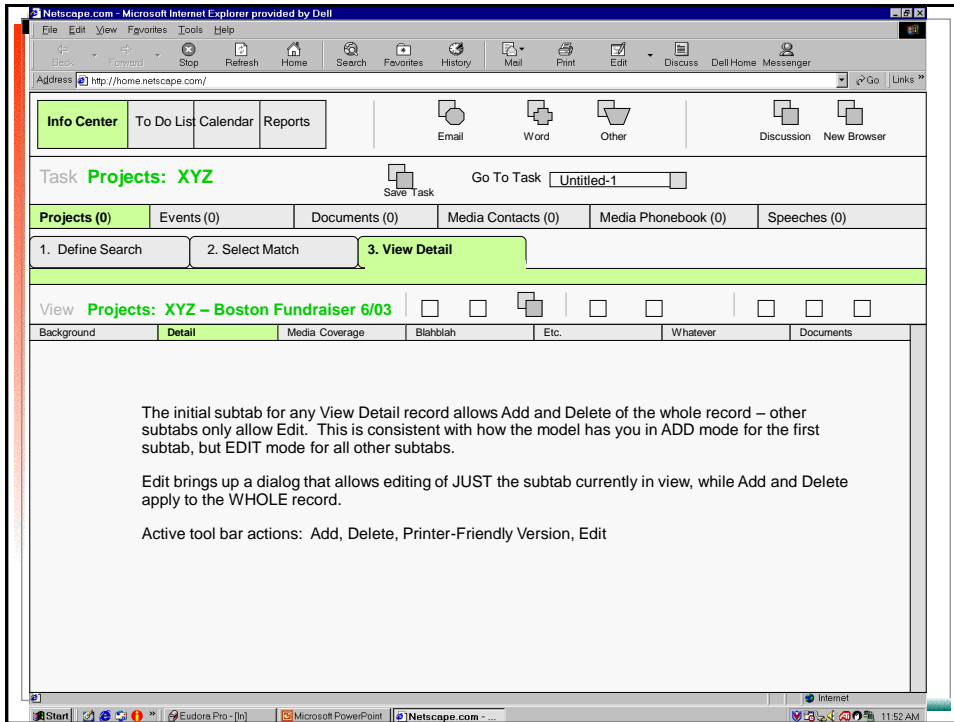 Netscape.com - Microsoft Internet Explorer provided by Dell
File Edit View Favorites Tools Help
Back Forward Stop Refresh Home Search Favorites History Mail Print Edit Discuss Dell Home Messenger
Address http://home.netscape.com/ Go Links »
Info Center To Do List Calendar Reports Email Word Other Discussion New Browser
Task Projects: XYZ Save Task Go To Task Untitled-1
Projects (0) Events (0) Documents (0) Media Contacts (0) Media Phonebook (0) Speeches (0)
1. Define Search 2. Select Match 3. View Detail
View Projects: XYZ – Boston Fundraiser 6/03
Background Detail Media Coverage Blahblah Etc. Whatever Documents
The initial subtab for any View Detail record allows Add and Delete of the whole record – other
subtabs only allow Edit. This is consistent with how the model has you in ADD mode for the first
subtab, but EDIT mode for all other subtabs.
Edit brings up a dialog that allows editing of JUST the subtab currently in view, while Add and Delete
apply to the WHOLE record.
Active tool bar actions: Add, Delete, Printer-Friendly Version, Edit
Internet
Start » Eudora Pro - [In] Microsoft PowerPoint Netscape.com - ... 11:52 AM